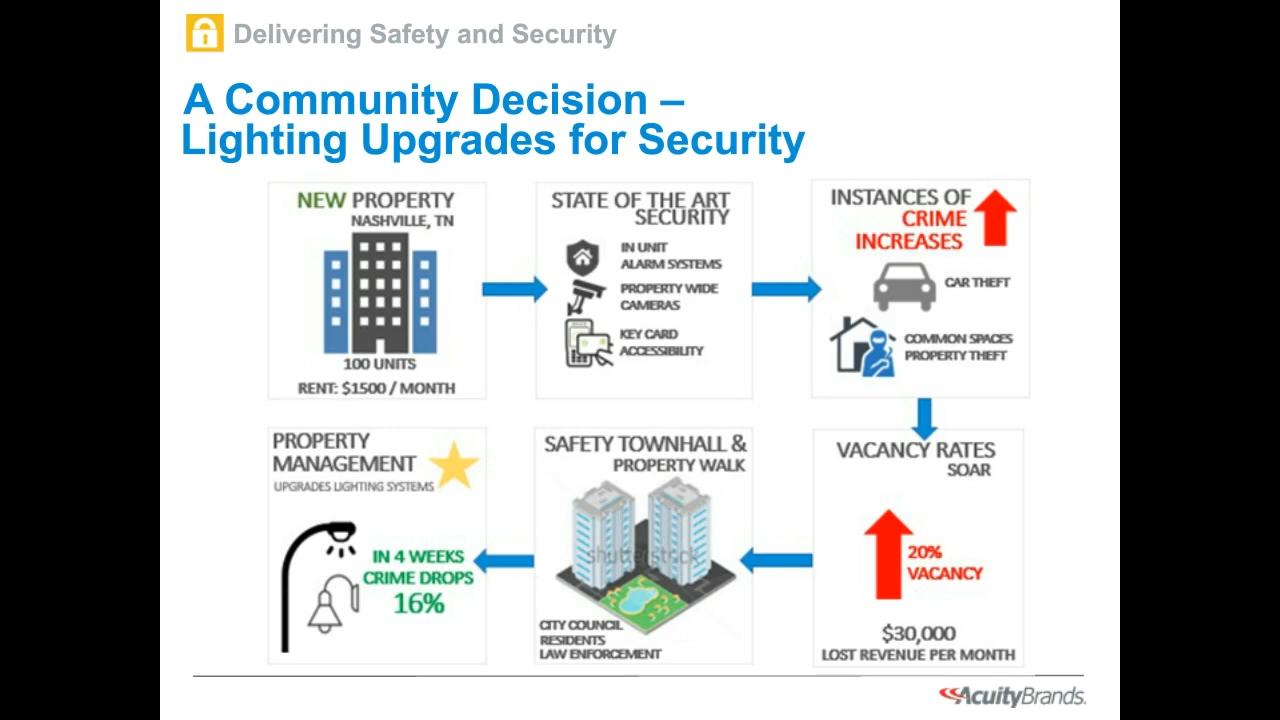 Delivering Safety and Security
A Community Decision –
Lighting Upgrades for Security
NEW PROPERTY
NASHVILLE, TN
100 UNITS
RENT: $1500 / MONTH
STATE OF THE ART
SECURITY
IN UNIT
ALARM SYSTEMS
PROPERTY WIDE
CAMERAS
KEY CARD
ACCESSIBILITY
INSTANCES OF
CRIME
INCREASES
CAR THEFT
COMMON SPACES
PROPERTY THEFT
VACANCY RATES
SOAR
20%
VACANCY
$30,000
LOST REVENUE PER MONTH
SAFETY TOWNHALL &
PROPERTY WALK
shutterstock
CITY COUNCIL
RESIDENTS
LAW ENFORCEMENT
PROPERTY
MANAGEMENT
UPGRADES LIGHTING SYSTEMS
IN 4 WEEKS
CRIME DROPS
16%
AcuityBrands.